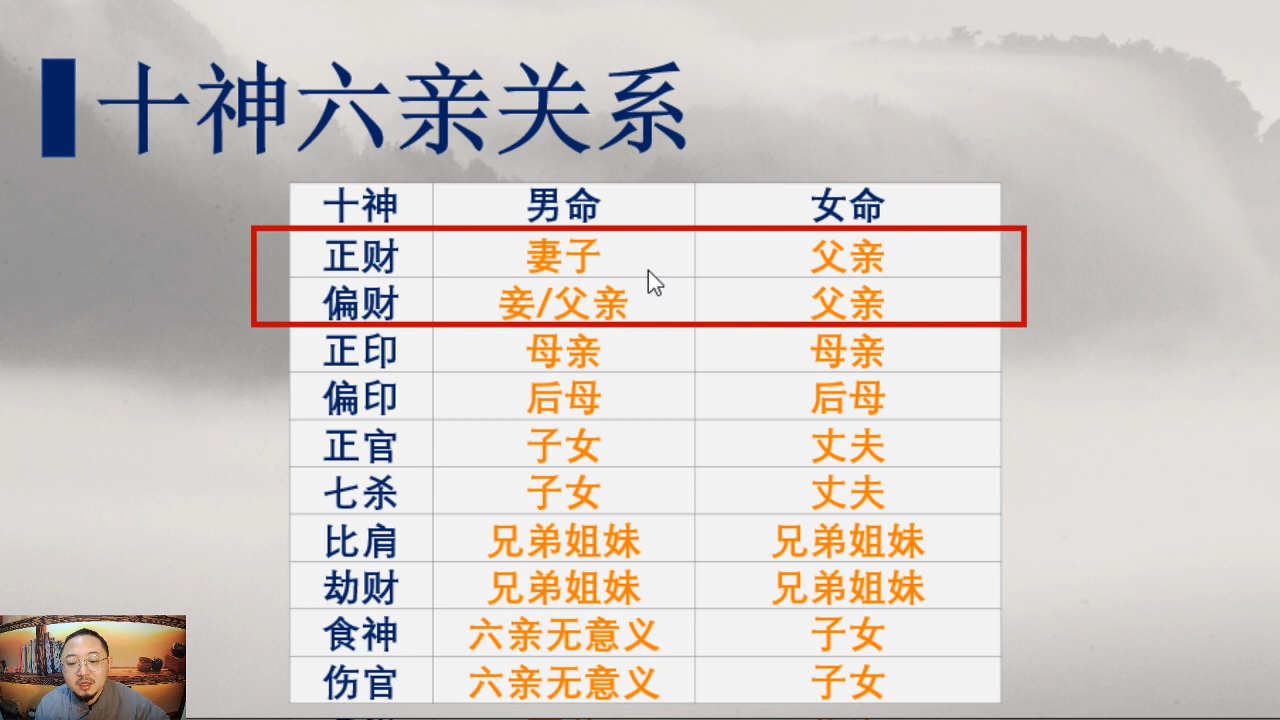 十神六亲关系
十神 男命 女命
正财 妻子 父亲
偏财 妾/父亲 父亲
正印 母亲 母亲
偏印 后母 后母
正官 子女 丈夫
七杀 子女 丈夫
比肩 兄弟姐妹 兄弟姐妹
劫财 兄弟姐妹 兄弟姐妹
食神 六亲无意义 子女
伤官 六亲无意义 子女